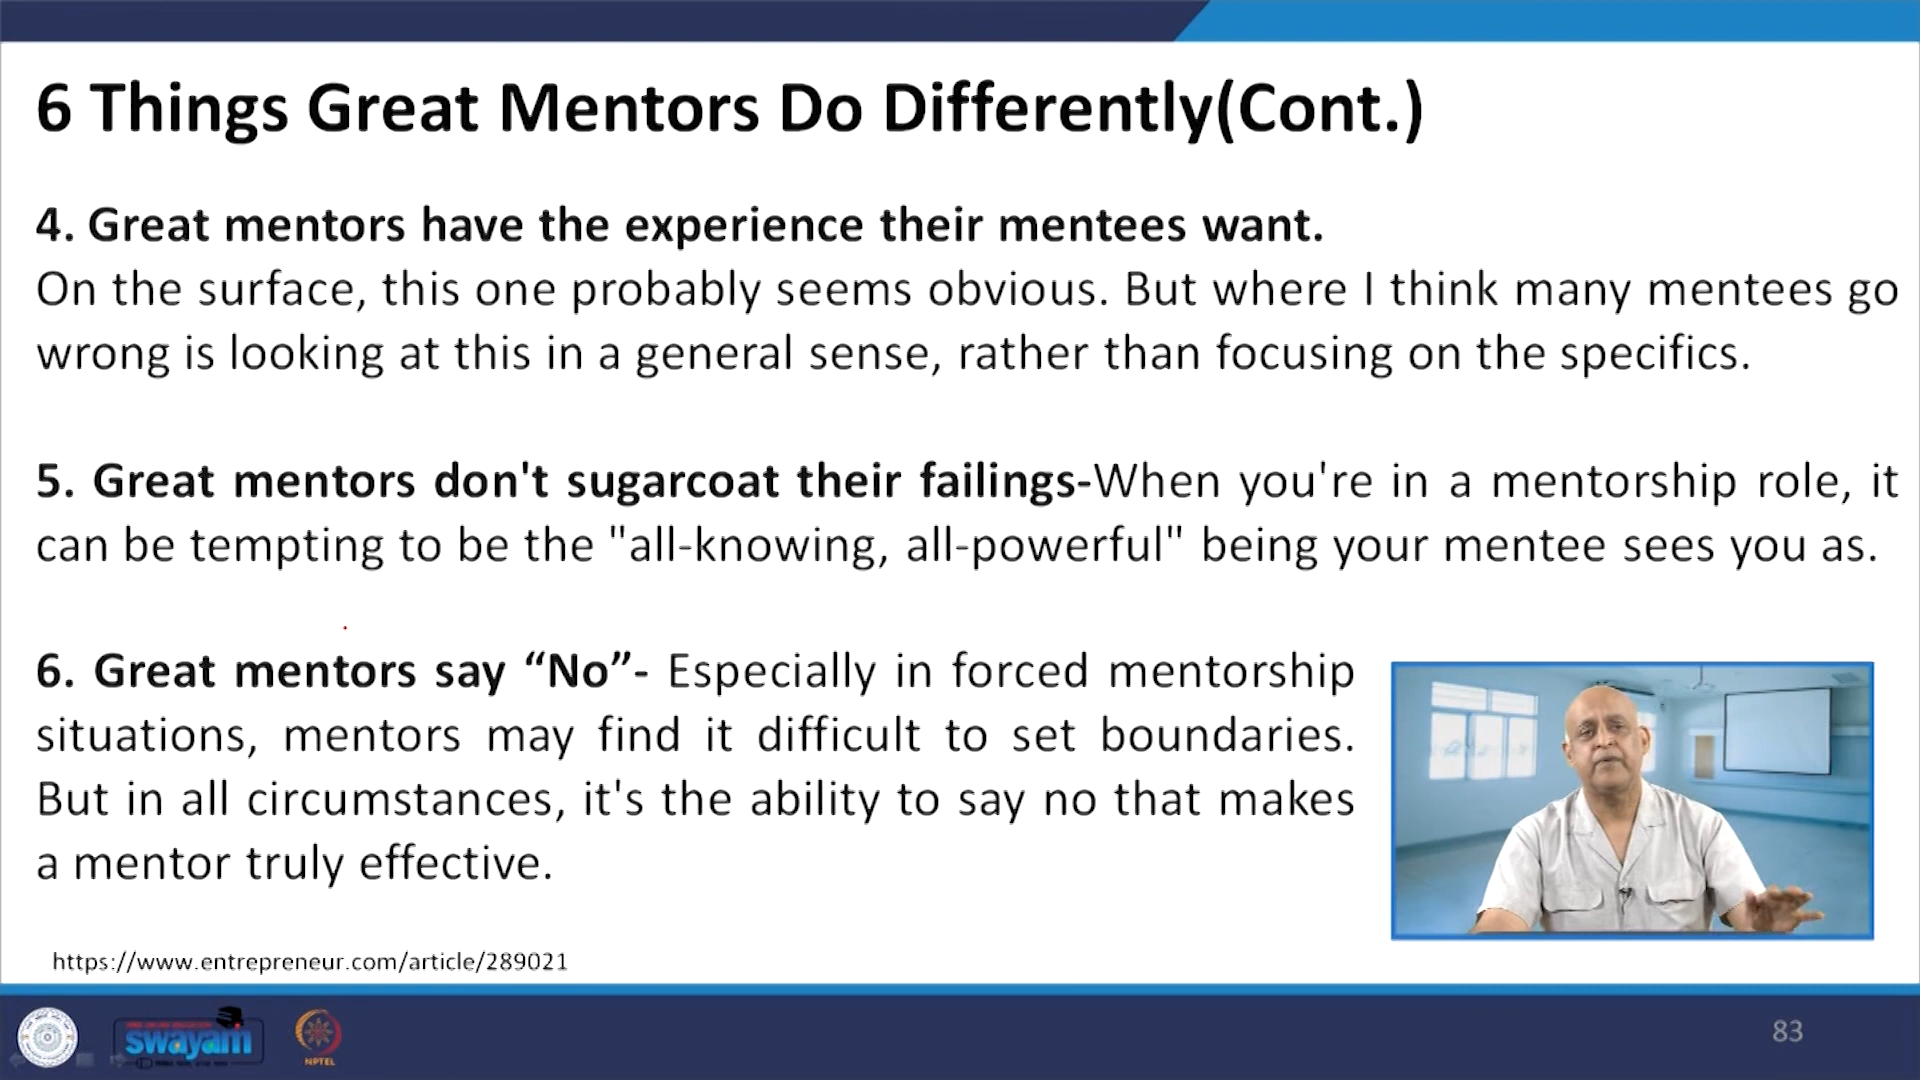 6 Things Great Mentors Do Differently(Cont.)
4. Great mentors have the experience their mentees want.
On the surface, this one probably seems obvious. But where I think many mentees go
wrong is looking at this in a general sense, rather than focusing on the specifics.
5. Great mentors don't sugarcoat their failings-When you're in a mentorship role, it
can be tempting to be the "all-knowing, all-powerful" being your mentee sees you as.
6. Great mentors say “No”- Especially in forced mentorship
situations, mentors may find it difficult to set boundaries.
But in all circumstances, it's the ability to say no that makes
a mentor truly effective.
https://www.entrepreneur.com/article/289021
swayam
NPTEL
83